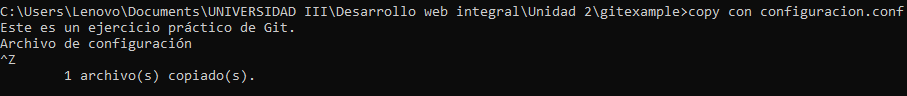 C:\Users\Lenovo\Documents\UNIVERSIDAD III\Desarrollo web integral\Unidad 2\gitexample>copy con configuracion.conf
Este es un ejercicio práctico de Git.
Archivo de configuración
^Z
        1 archivo(s) copiado(s).